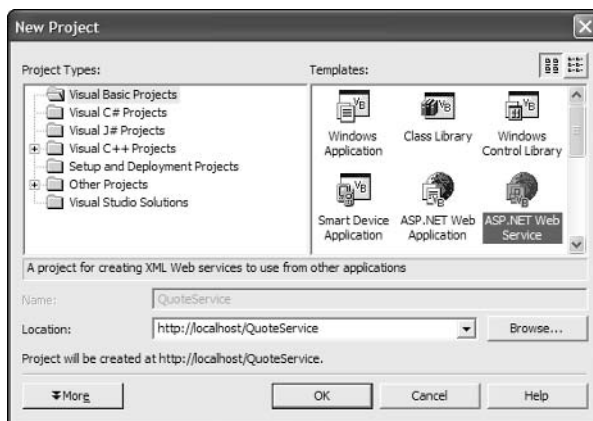 New Project
Project Types:
Templates:
Visual Basic Projects
Visual C# Projects
Visual J# Projects
Visual C++ Projects
Setup and Deployment Projects
Other Projects
Visual Studio Solutions
Windows Application
Class Library
Windows Control Library
Smart Device Application
ASP.NET Web Application
ASP.NET Web Service
A project for creating XML Web services to use from other applications
Name:
QuoteService
Location:
http://localhost/QuoteService
Browse...
Project will be created at http://localhost/QuoteService.
More
OK
Cancel
Help